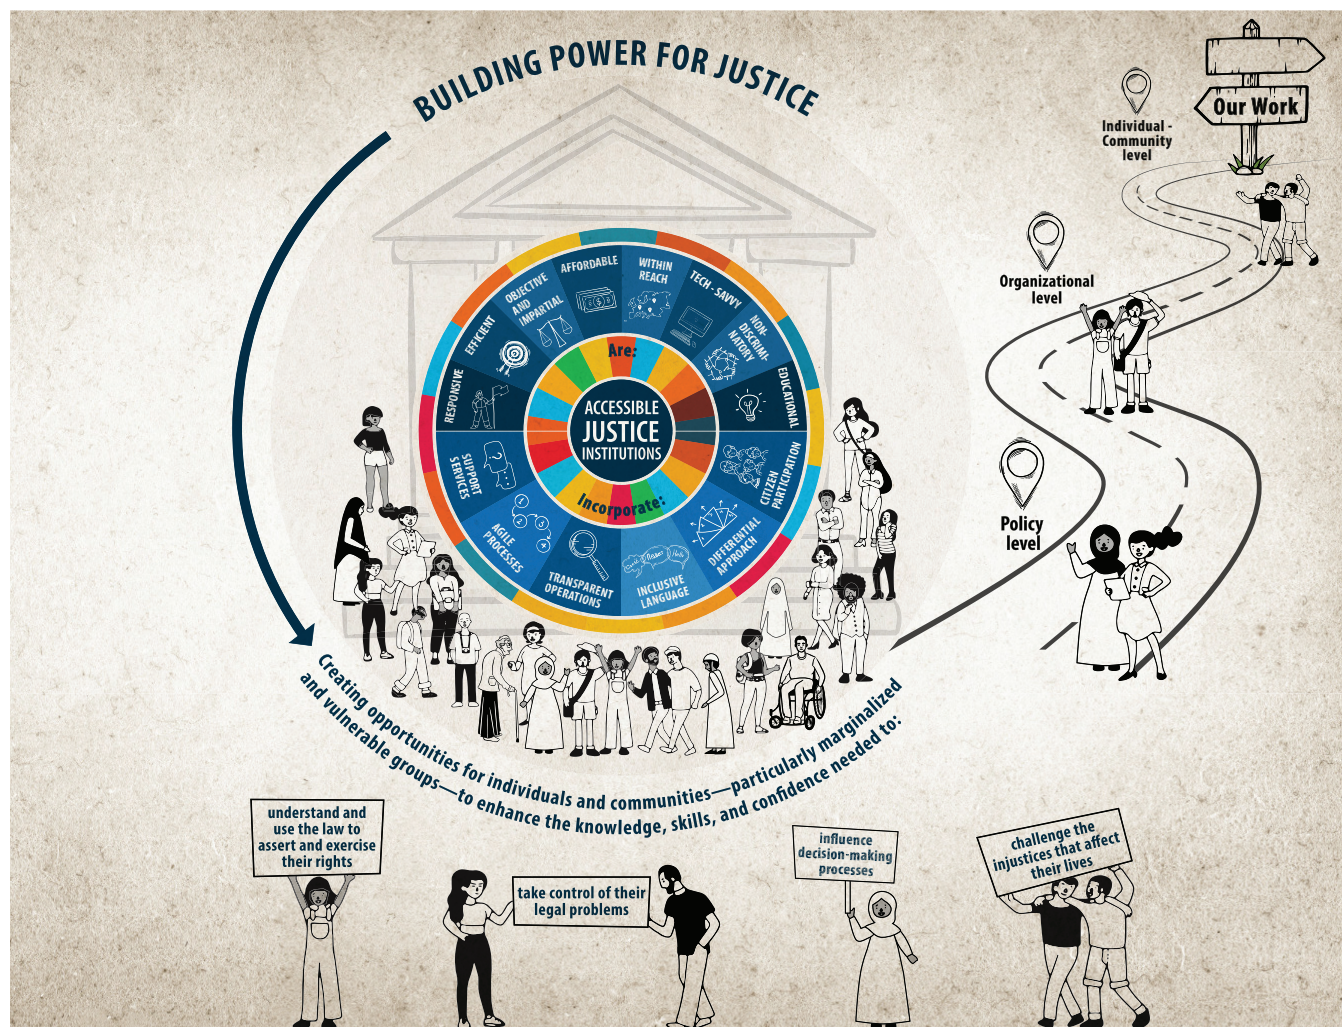 BUILDING POWER FOR JUSTICE
Our Work
Individual -
Community
level
Organizational
level
Policy
level
Are:
RESPONSIVE
EFFICIENT
OBJECTIVE
AND
IMPARTIAL
AFFORDABLE
WITHIN
REACH
TECH - SAVVY
NON-
DISCRIMI-
NATORY
EDUCATIONAL
ACCESSIBLE
JUSTICE
INSTITUTIONS
Incorporate:
SUPPORT
SERVICES
AGILE
PROCESSES
TRANSPARENT
OPERATIONS
INCLUSIVE
LANGUAGE
DIFFERENTIAL
APPROACH
CITIZEN
PARTICIPATION
Creating opportunities for individuals and communities—particularly marginalized
and vulnerable groups—to enhance the knowledge, skills, and confidence needed to:
understand and
use the law to
assert and exercise
their rights
take control of their
legal problems
influence
decision-making
processes
challenge the
injustices that affect
their lives